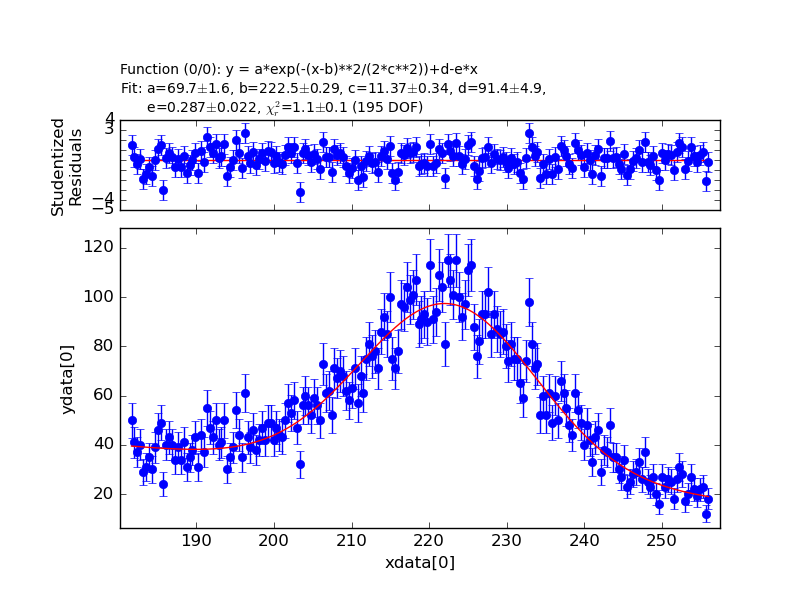 Function (0/0): y = a*exp(-(x-b)**2/(2*c**2))+d-e*x
Fit: a=69.7±1.6, b=222.5±0.29, c=11.37±0.34, d=91.4±4.9,
e=0.287±0.022, χ²ᵣ=1.1±0.1 (195 DOF)
Studentized
Residuals
4
3
−4
−5
ydata[0]
120
100
80
60
40
20
190 200 210 220 230 240 250
xdata[0]